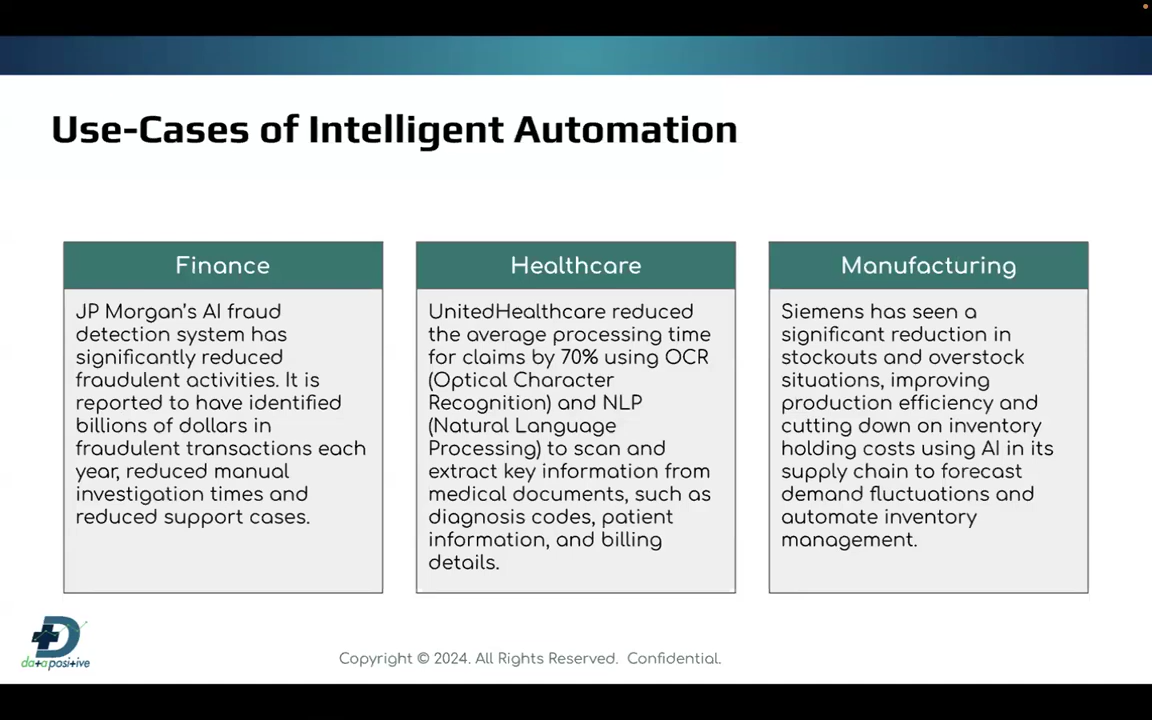 Use-Cases of Intelligent Automation
Finance
JP Morgan's AI fraud
detection system has
significantly reduced
fraudulent activities. It is
reported to have identified
billions of dollars in
fraudulent transactions each
year, reduced manual
investigation times and
reduced support cases.
Healthcare
UnitedHealthcare reduced
the average processing time
for claims by 70% using OCR
(Optical Character
Recognition) and NLP
(Natural Language
Processing) to scan and
extract key information from
medical documents, such as
diagnosis codes, patient
information, and billing
details.
Manufacturing
Siemens has seen a
significant reduction in
stockouts and overstock
situations, improving
production efficiency and
cutting down on inventory
holding costs using AI in its
supply chain to forecast
demand fluctuations and
automate inventory
management.
da+a posi+ive
Copyright © 2024. All Rights Reserved. Confidential.